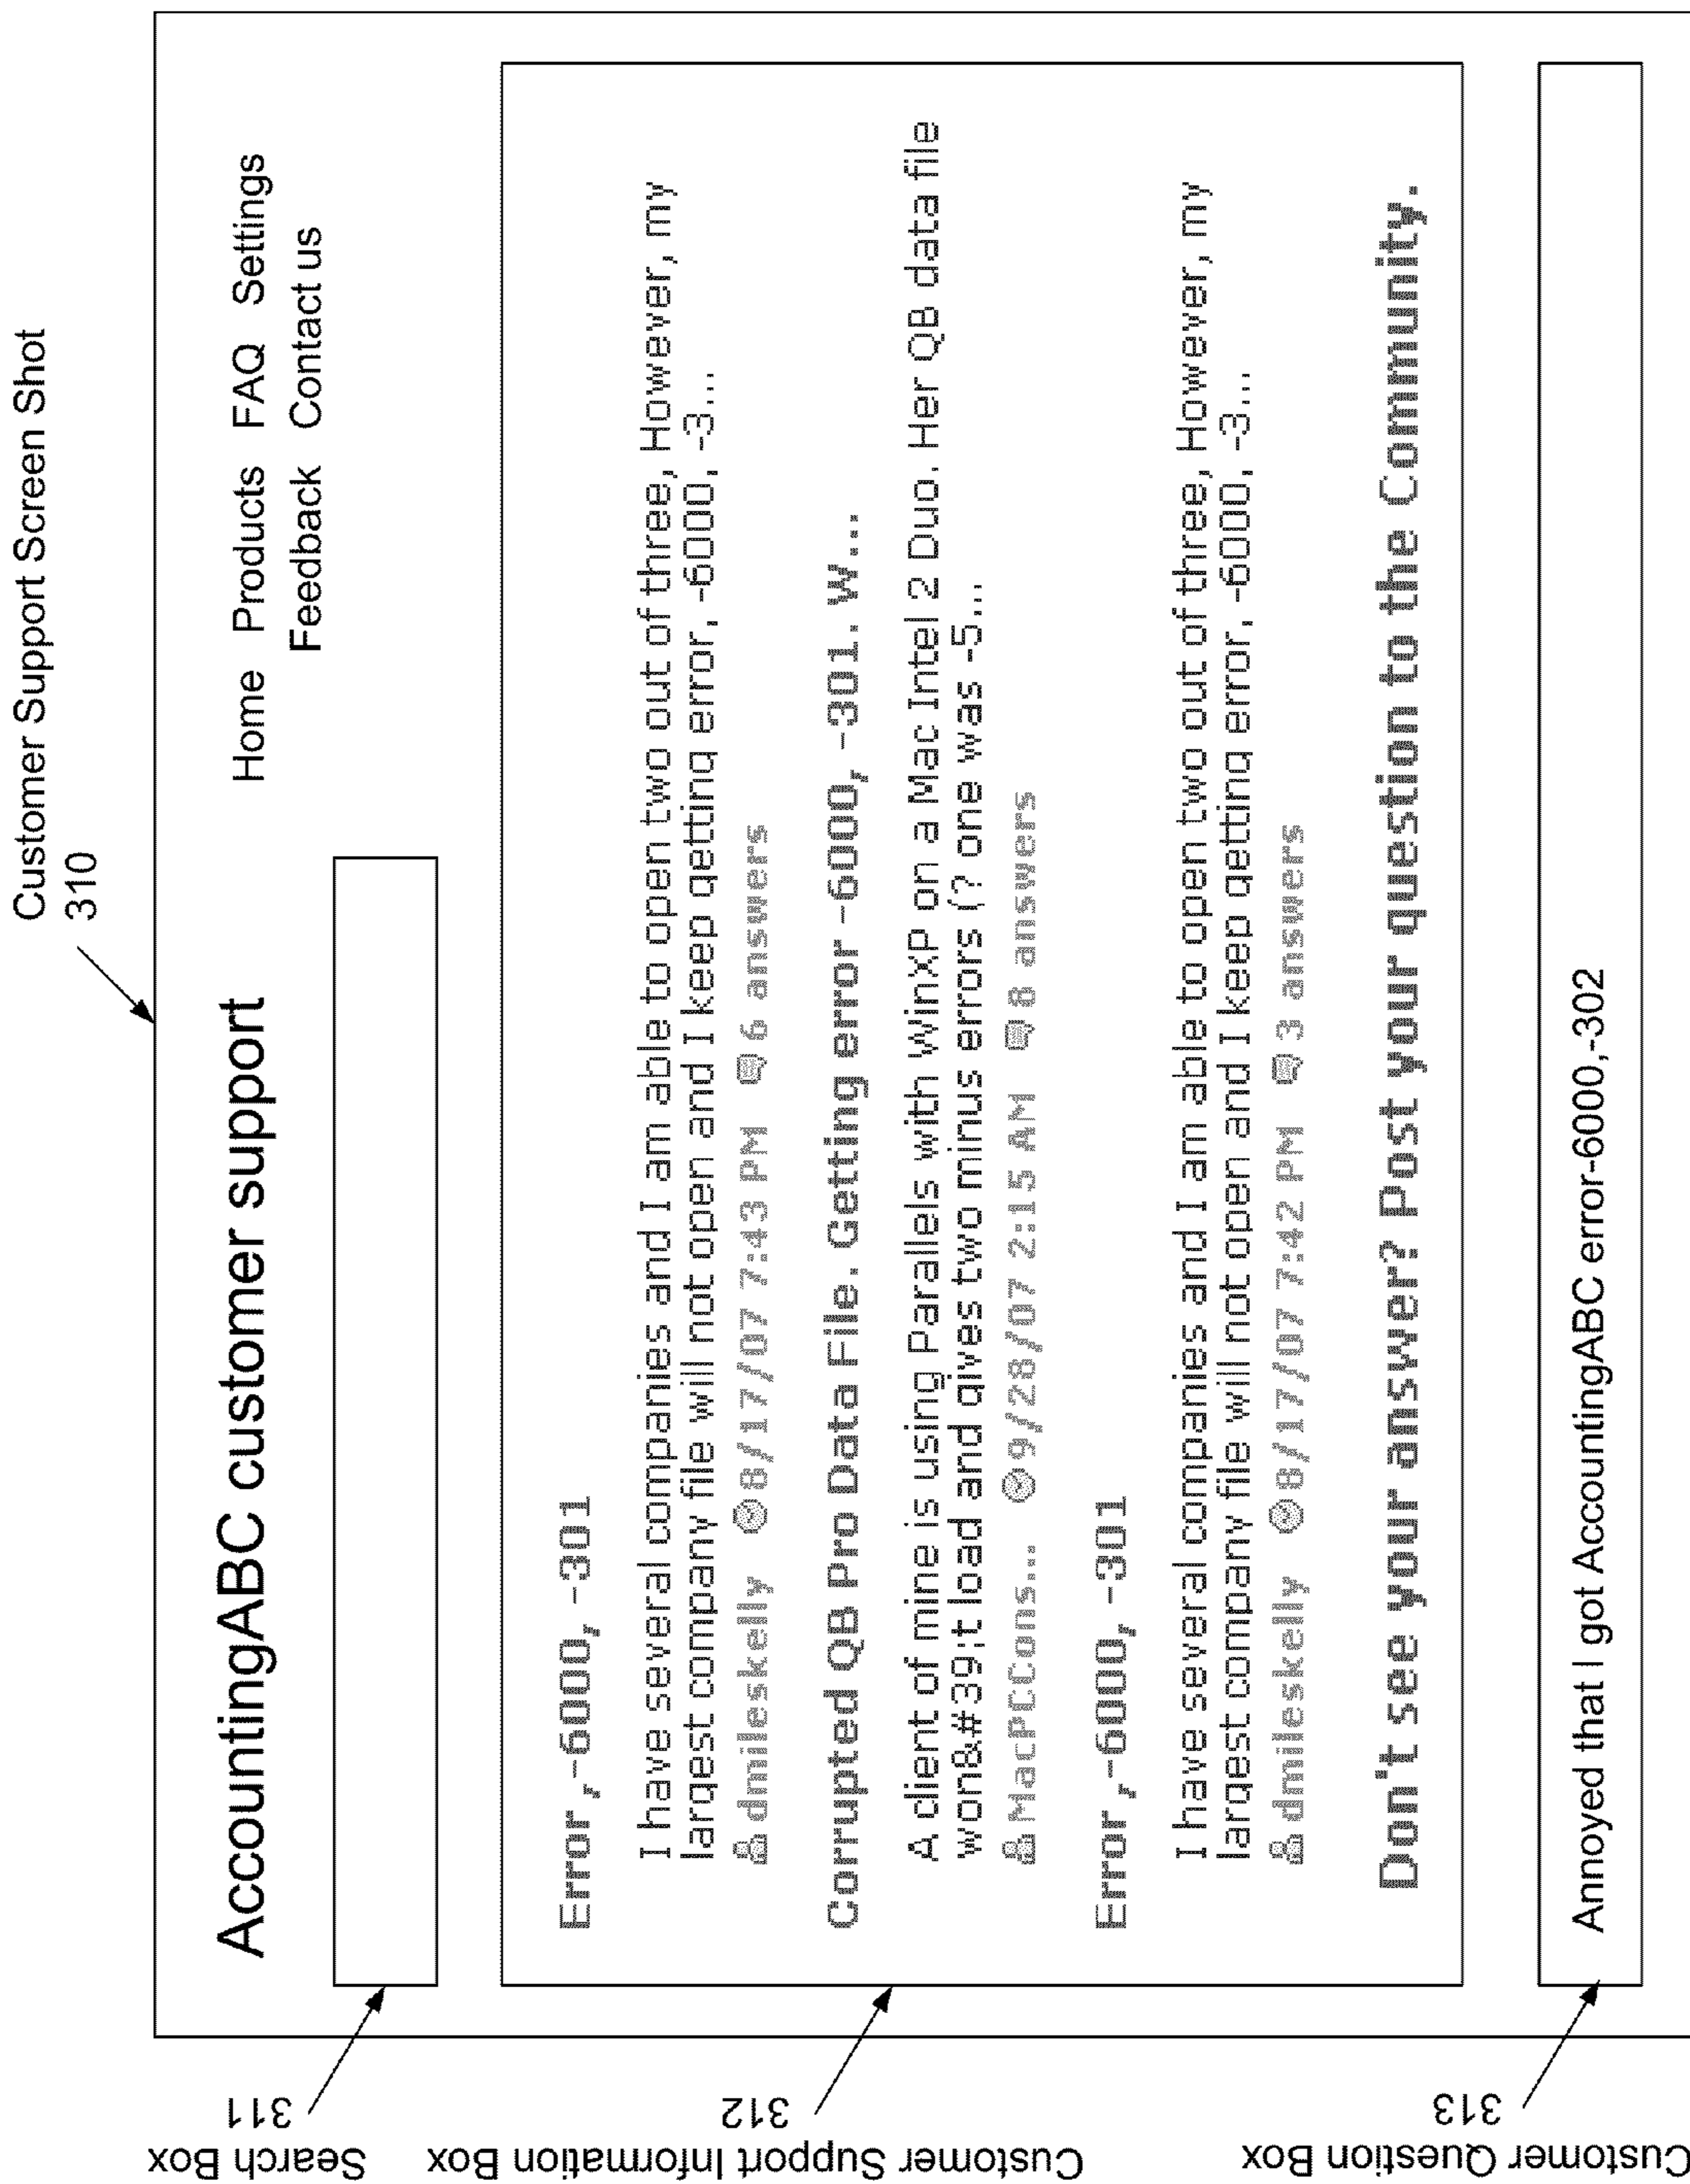 Customer Support Screen Shot
310
AccountingABC customer support
Home Products FAQ Settings
Feedback Contact us
Search Box
311
Customer Support Information Box
312
Error,-6000, -301
I have several companies and I am able to open two out of three, However, my
largest company file will not open and I keep getting error. -6000, -3...
dmileskelly 8/17/07 7:43 PM 6 answers
Corrupted QB Pro Data File. Getting error -6000, -301. W...
A client of mine is using Parallels with WinXP on a Mac Intel 2 Duo. Her QB data file
won&#39;t load and gives two minus errors (? one was -5...
MacPCCons... 9/28/07 2:15 AM 8 answers
Error,-6000, -301
I have several companies and I am able to open two out of three, However, my
largest company file will not open and I keep getting error. -6000, -3...
dmileskelly 8/17/07 7:42 PM 3 answers
Don't see your answer? Post your question to the Community.
Customer Question
Box
313
Annoyed that I got AccountingABC error-6000,-302